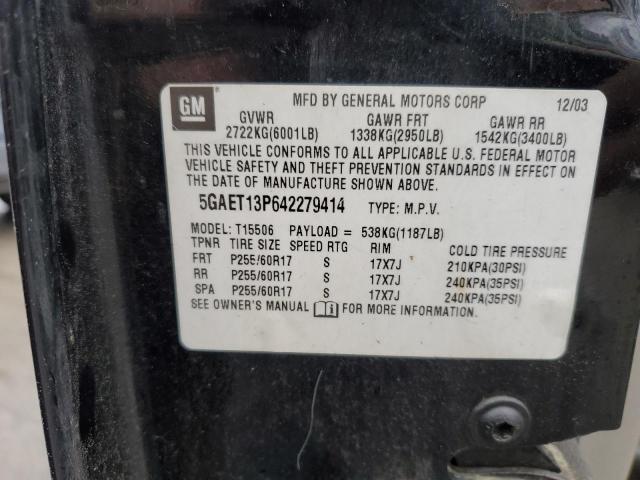 GM
MFD BY GENERAL MOTORS CORP 12/03
GVWR GAWR FRT GAWR RR
2722KG(6001LB) 1338KG(2950LB) 1542KG(3400LB)
THIS VEHICLE CONFORMS TO ALL APPLICABLE U.S. FEDERAL MOTOR
VEHICLE SAFETY AND THEFT PREVENTION STANDARDS IN EFFECT ON
THE DATE OF MANUFACTURE SHOWN ABOVE.
5GAET13P642279414 TYPE: M.P.V.
MODEL: T15506 PAYLOAD = 538KG(1187LB)
TPNR TIRE SIZE SPEED RTG RIM COLD TIRE PRESSURE
FRT P255/60R17 S 17X7J 210KPA(30PSI)
RR P255/60R17 S 17X7J 240KPA(35PSI)
SPA P255/60R17 S 17X7J 240KPA(35PSI)
SEE OWNER'S MANUAL FOR MORE INFORMATION.